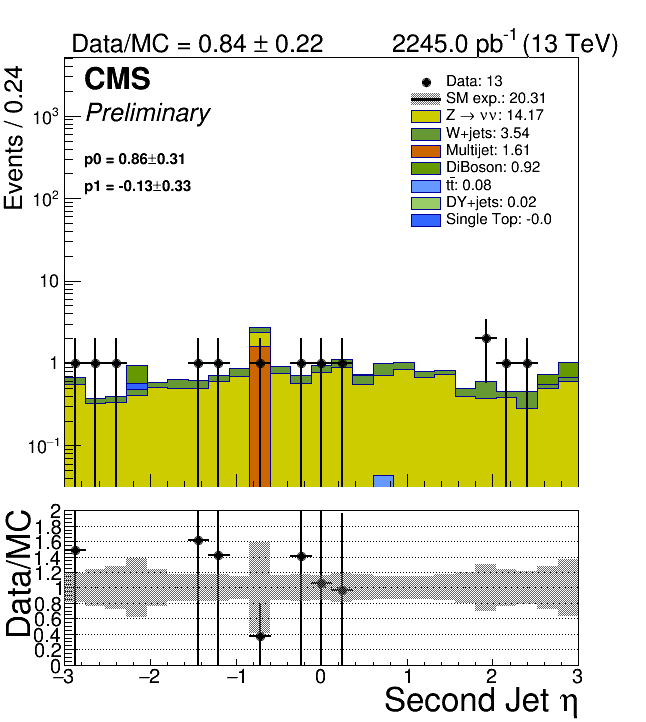 Data/MC = 0.84 ± 0.22 2245.0 pb⁻¹ (13 TeV)
CMS
Preliminary
p0 = 0.86±0.31
p1 = -0.13±0.33
Data: 13
SM exp.: 20.31
Z → νν: 14.17
W+jets: 3.54
Multijet: 1.61
DiBoson: 0.92
tt̄: 0.08
DY+jets: 0.02
Single Top: -0.0
Events / 0.24
10³
10²
10
1
10⁻¹
Data/MC
2
1.8
1.6
1.4
1.2
1
0.8
0.6
0.4
0.2
0
−3 −2 −1 0 1 2 3
Second Jet η